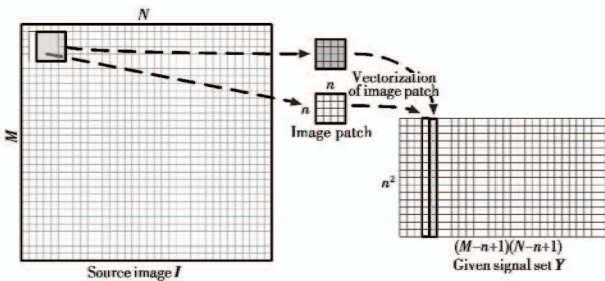 N
M
Source image I
n
n
Image patch
Vectorization
of image patch
n²
(M-n+1)(N-n+1)
Given signal set Y